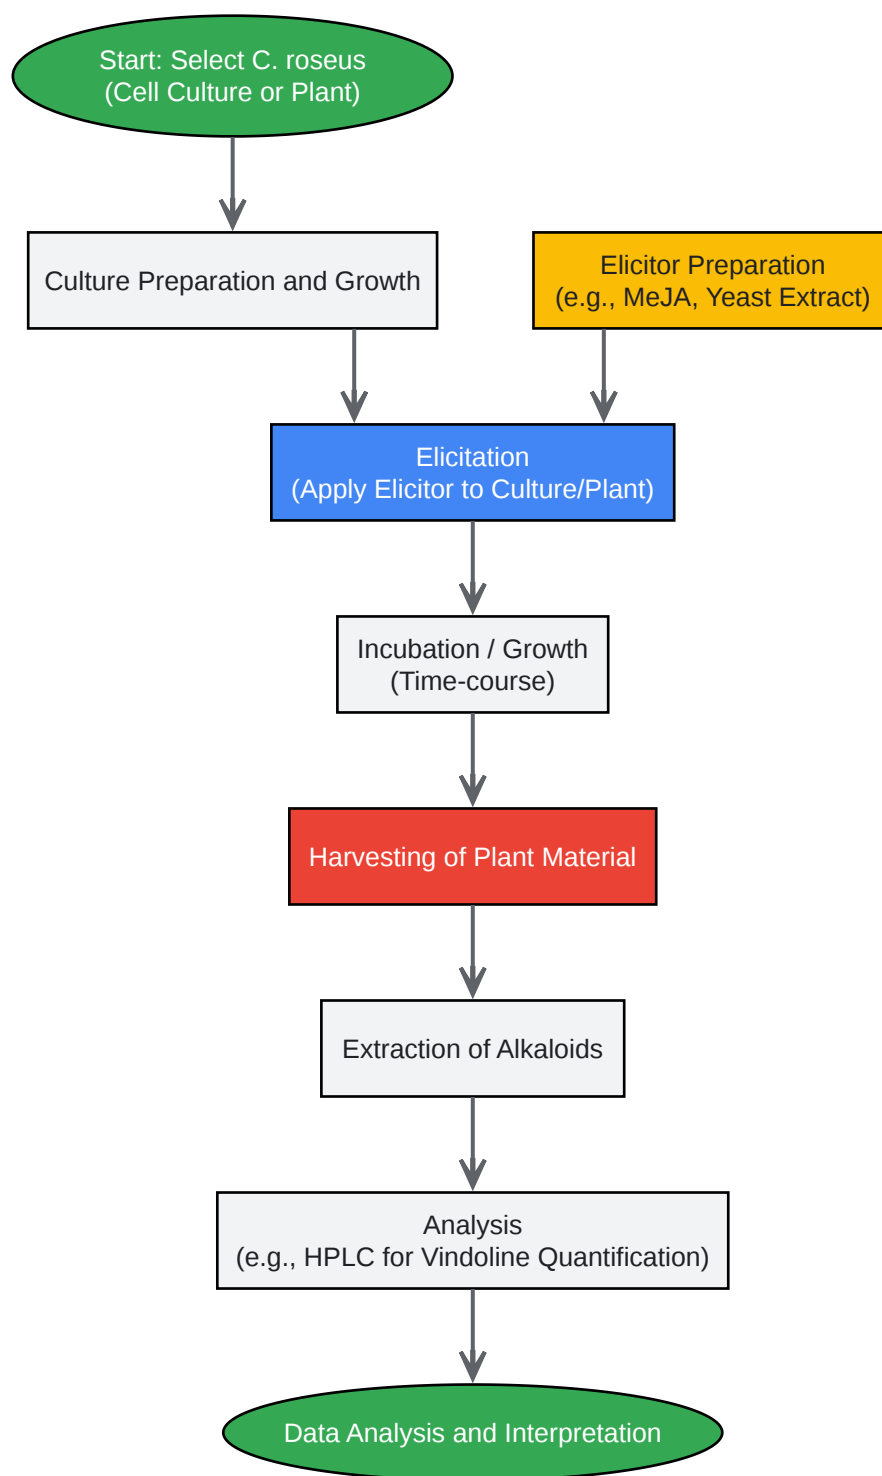 Start: Select C. roseus
(Cell Culture or Plant)
Culture Preparation and Growth
Elicitor Preparation
(e.g., MeJA, Yeast Extract)
Elicitation
(Apply Elicitor to Culture/Plant)
Incubation / Growth
(Time-course)
Harvesting of Plant Material
Extraction of Alkaloids
Analysis
(e.g., HPLC for Vindoline Quantification)
Data Analysis and Interpretation